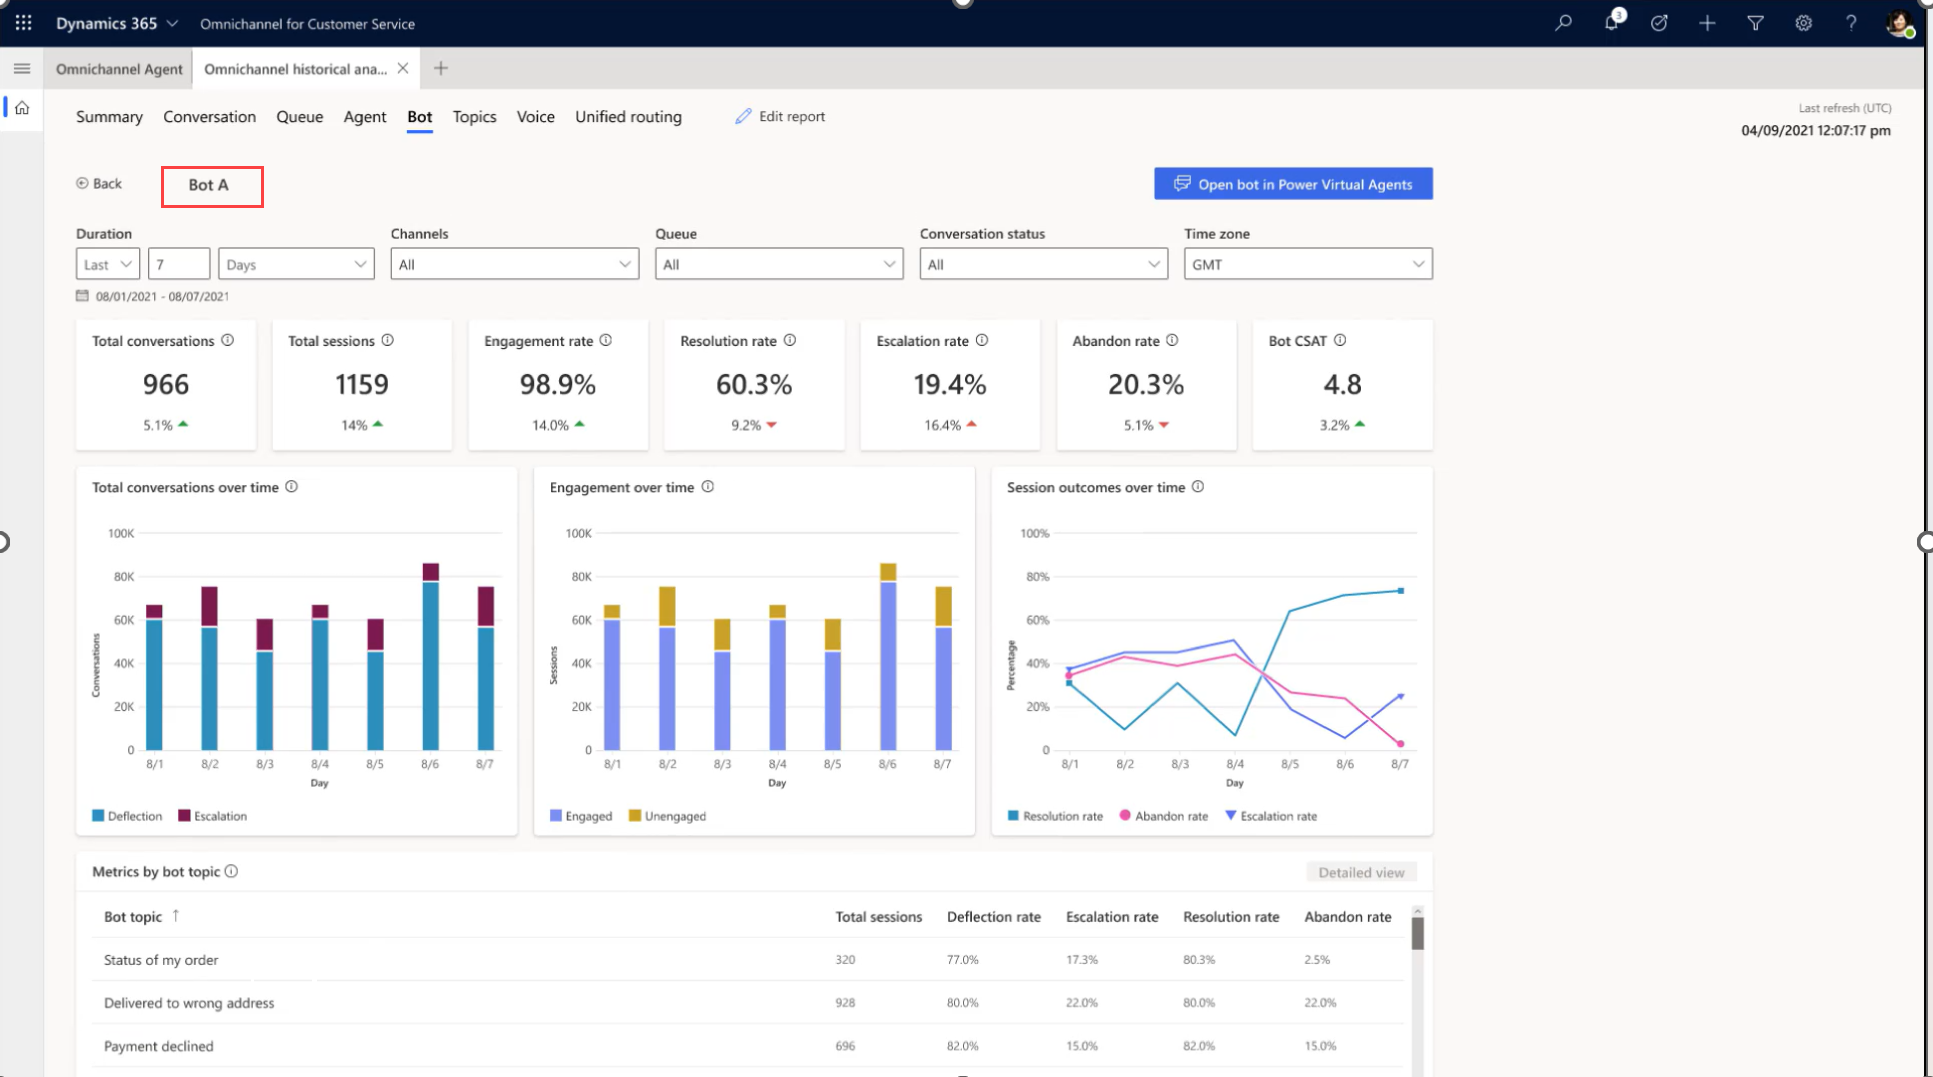 Dynamics 365 Omnichannel for Customer Service 3 ?
Omnichannel Agent Omnichannel historical ana...
Summary Conversation Queue Agent Bot Topics Voice Unified routing Edit report
Last refresh (UTC)
04/09/2021 12:07:17 pm
Back Bot A Open bot in Power Virtual Agents
Duration Channels Queue Conversation status Time zone
Last 7 Days All All All GMT
08/01/2021 - 08/07/2021
Total conversations Total sessions Engagement rate Resolution rate Escalation rate Abandon rate Bot CSAT
966 1159 98.9% 60.3% 19.4% 20.3% 4.8
5.1% 14% 14.0% 9.2% 16.4% 5.1% 3.2%
Total conversations over time
100K
80K
60K
40K
20K
0
Conversations
8/1 8/2 8/3 8/4 8/5 8/6 8/7
Day
Deflection Escalation
Engagement over time
100K
80K
60K
40K
20K
0
Sessions
8/1 8/2 8/3 8/4 8/5 8/6 8/7
Day
Engaged Unengaged
Session outcomes over time
100%
80%
60%
40%
20%
0
Percentage
8/1 8/2 8/3 8/4 8/5 8/6 8/7
Day
Resolution rate Abandon rate Escalation rate
Metrics by bot topic Detailed view
Bot topic ↑ Total sessions Deflection rate Escalation rate Resolution rate Abandon rate
Status of my order 320 77.0% 17.3% 80.3% 2.5%
Delivered to wrong address 928 80.0% 22.0% 80.0% 22.0%
Payment declined 696 82.0% 15.0% 82.0% 15.0%